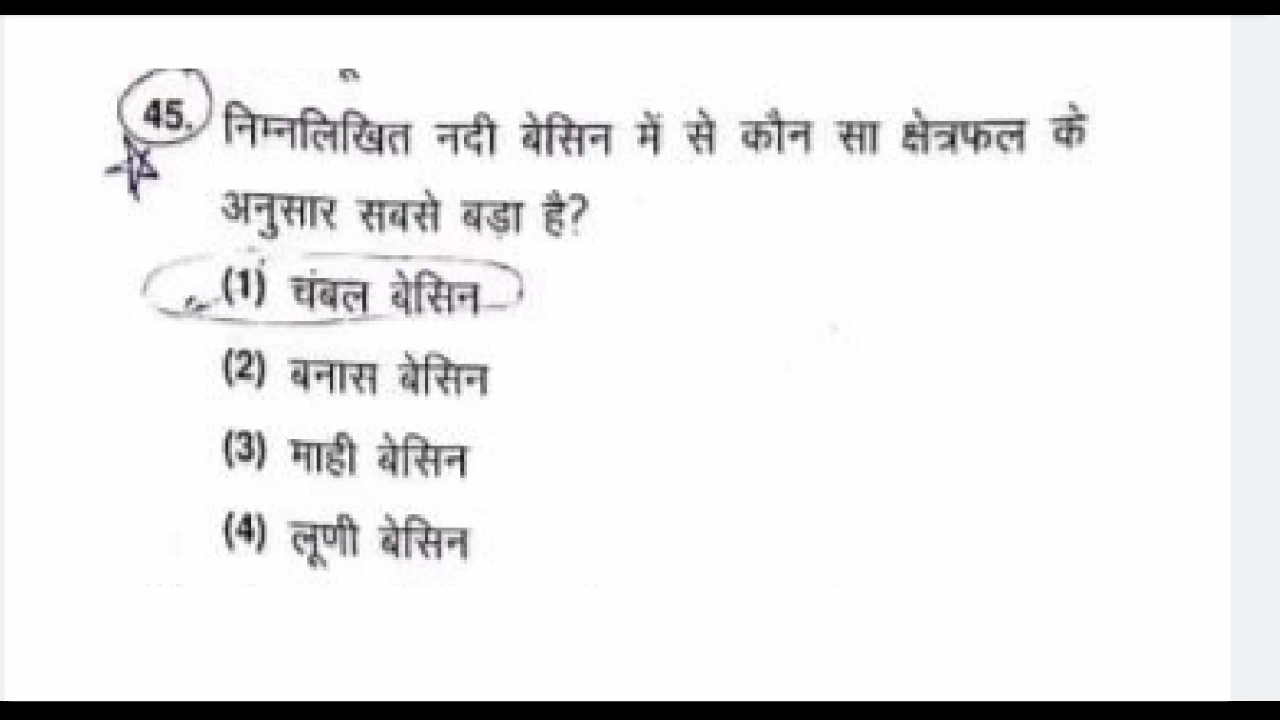 45. निम्नलिखित नदी बेसिन में से कौन सा क्षेत्रफल के
अनुसार सबसे बड़ा है?
(1) चंबल बेसिन
(2) बनास बेसिन
(3) माही बेसिन
(4) लूणी बेसिन